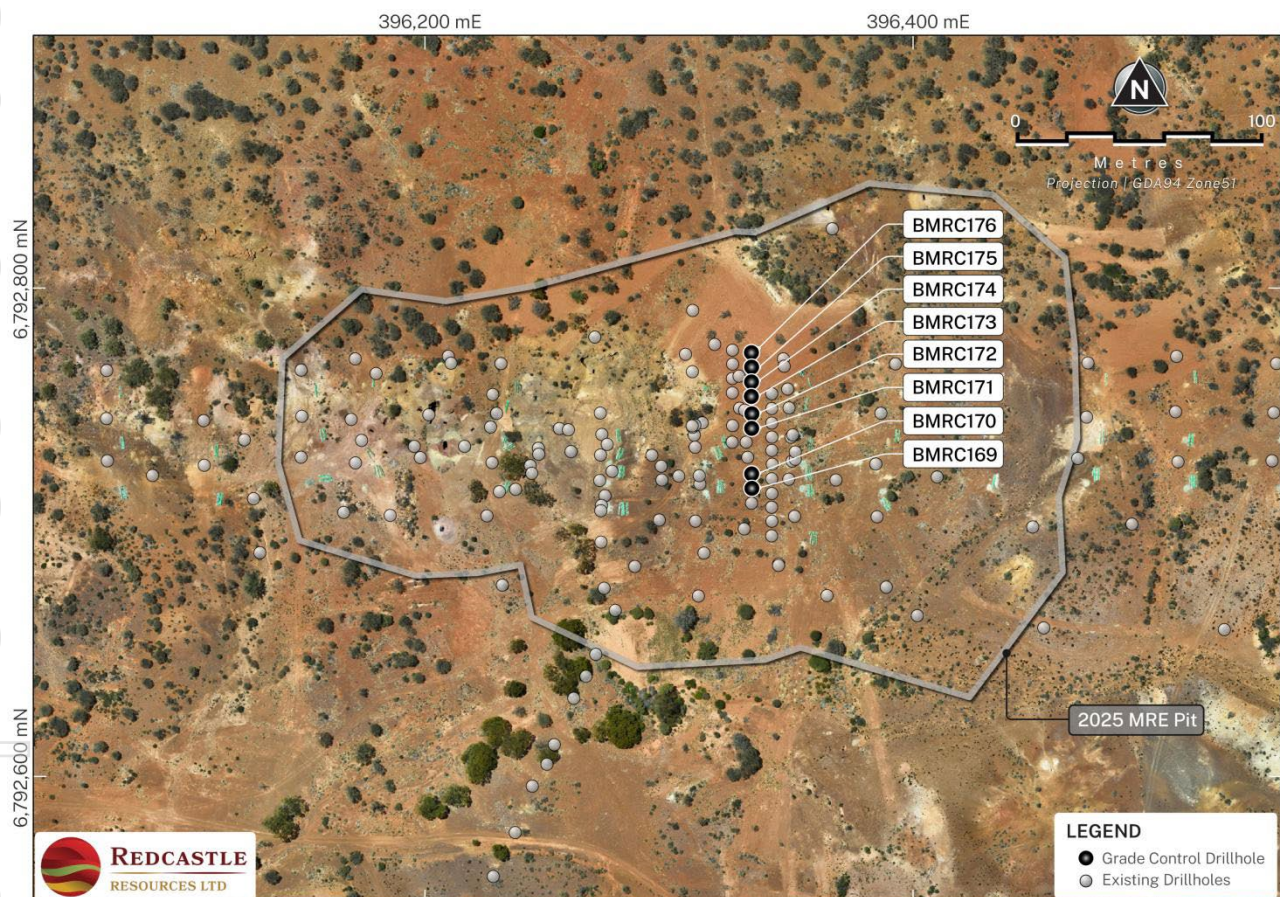 396,200 mE
396,400 mE
N
0
100
Metres
Projection | GDA94 Zone51
6,792,800 mN
6,792,600 mN
BMRC176
BMRC175
BMRC174
BMRC173
BMRC172
BMRC171
BMRC170
BMRC169
2025 MRE Pit
REDCASTLE
RESOURCES LTD
LEGEND
Grade Control Drillhole
Existing Drillholes